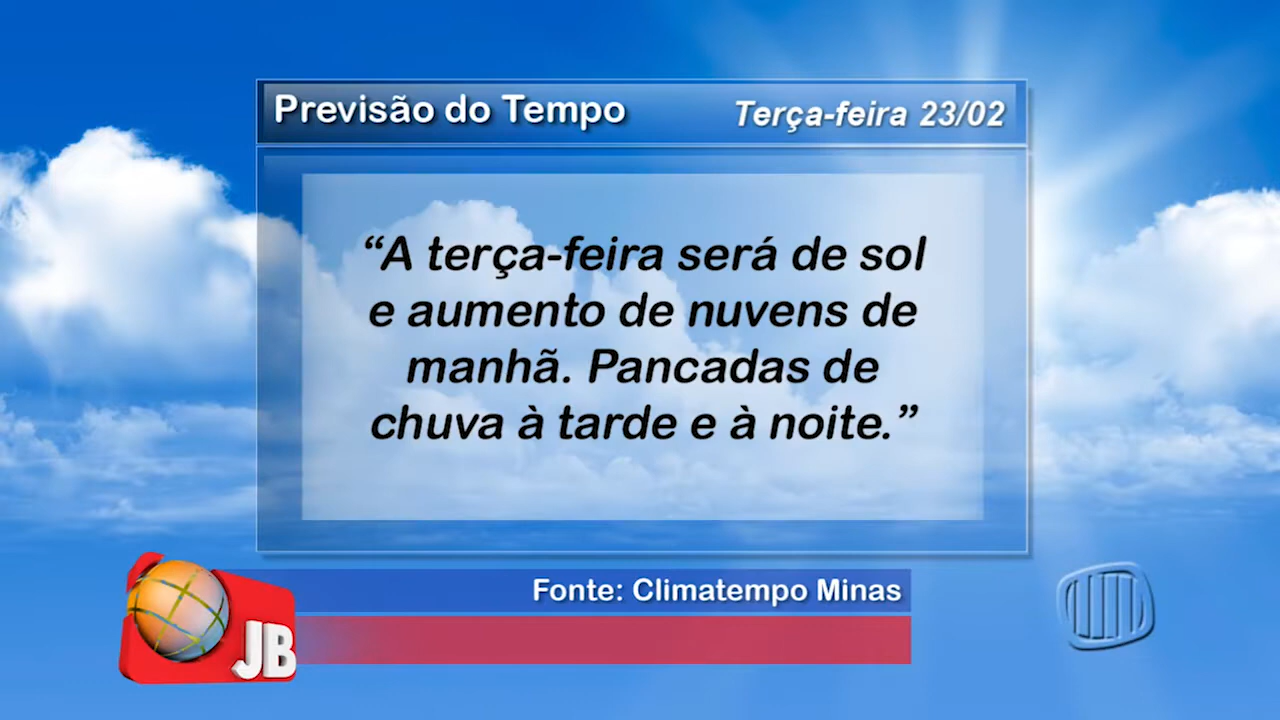 Previsão do Tempo
Terça-feira 23/02
“A terça-feira será de sol
e aumento de nuvens de
manhã. Pancadas de
chuva à tarde e à noite.”
Fonte: Climatempo Minas
JB